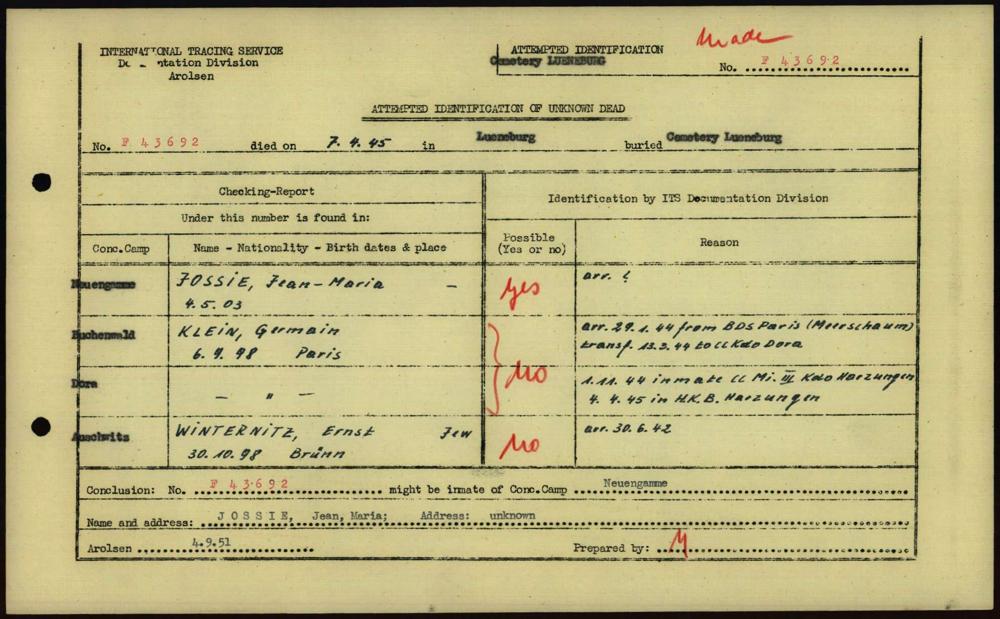 INTERNATIONAL TRACING SERVICE
Documentation Division
Arolsen
ATTEMPTED IDENTIFICATION
Cemetery LUENEBURG
Made
No. F 43692
ATTEMPTED IDENTIFICATION OF UNKNOWN DEAD
No. F 43692 died on 7.4.45 in Lueneburg buried Cemetery Lueneburg
Checking-Report
Under this number is found in:
Identification by ITS Documentation Division
Conc.Camp Name - Nationality - Birth dates & place Possible (Yes or no) Reason
Neuengamme JOSSIE, Jean-Maria - yes arr. ?
4.5.03
Buchenwald KLEIN, Germain no arr. 29.1.44 from BDS Paris (Meerschaum)
6.9.98 Paris transf. 13.2.44 to CC Kdo Dora
Dora - " - 1.11.44 inmate CC Mi. III Kdo Harzungen
4.4.45 in H.K.B. Harzungen
Auschwitz WINTERNITZ, Ernst Jew no arr. 30.6.42
30.10.98 Brünn
Conclusion: No. F 43692 might be inmate of Conc.Camp Neuengamme
Name and address: JOSSIE, Jean, Maria; Address: unknown
Arolsen 4.9.51 Prepared by: